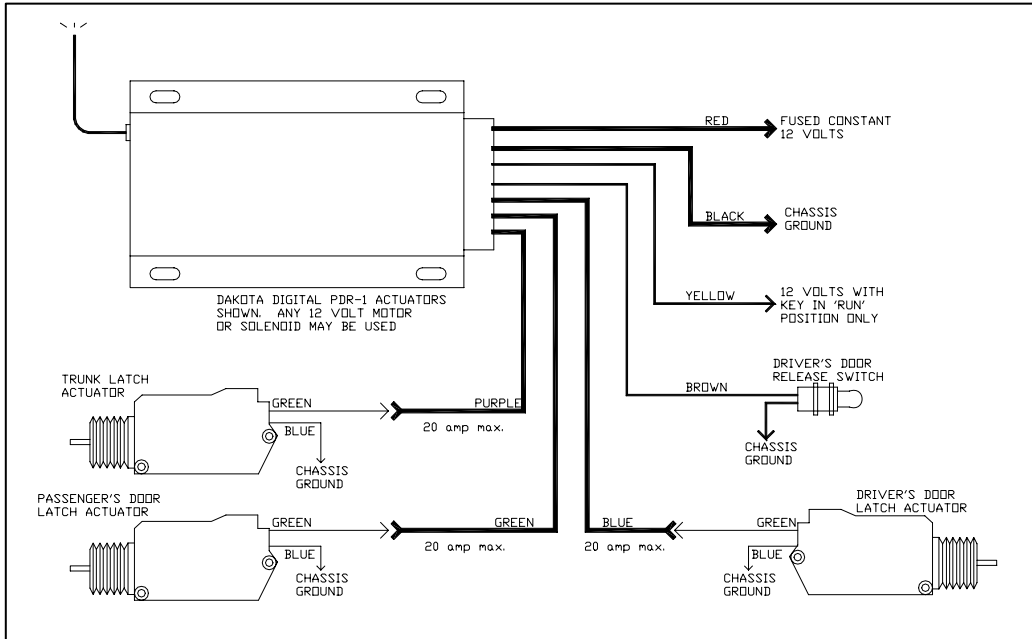 RED
FUSED CONSTANT
12 VOLTS
BLACK
CHASSIS
GROUND
YELLOW
12 VOLTS WITH
KEY IN 'RUN'
POSITION ONLY
DAKOTA DIGITAL PDR-1 ACTUATORS
SHOWN. ANY 12 VOLT MOTOR
OR SOLENOID MAY BE USED
DRIVER'S DOOR
RELEASE SWITCH
BROWN
CHASSIS
GROUND
TRUNK LATCH
ACTUATOR
GREEN
PURPLE
BLUE
20 amp max.
CHASSIS
GROUND
PASSENGER'S DOOR
LATCH ACTUATOR
GREEN
GREEN
BLUE
20 amp max.
CHASSIS
GROUND
DRIVER'S DOOR
LATCH ACTUATOR
BLUE
GREEN
20 amp max.
BLUE
CHASSIS
GROUND